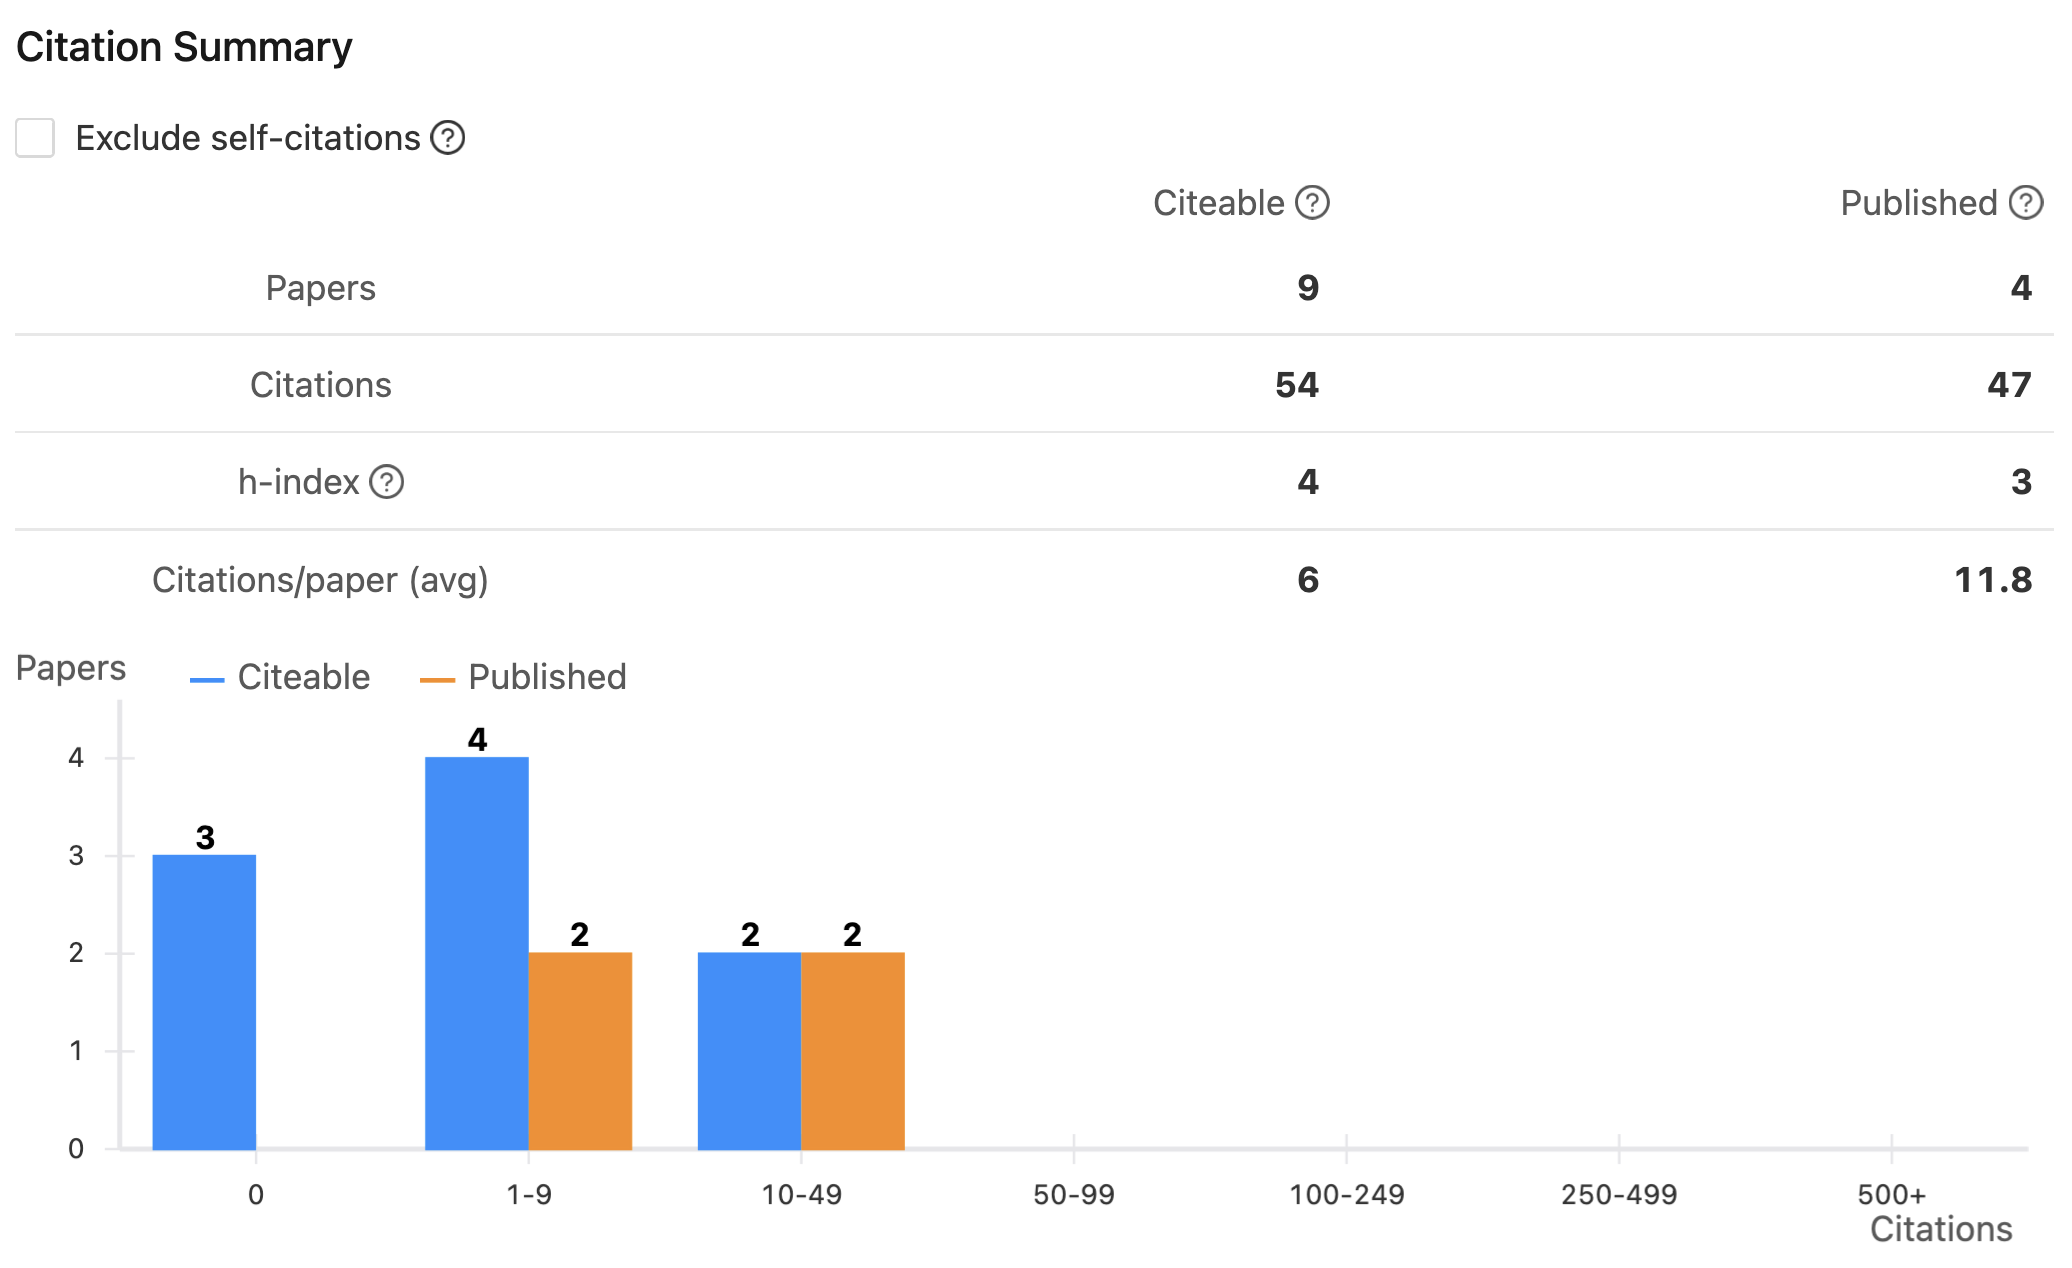 Citation Summary
Exclude self-citations ?
Citeable ? Published ?
Papers 9 4
Citations 54 47
h-index ? 4 3
Citations/paper (avg) 6 11.8
Papers Citeable Published
4
3
2
1
0
3
4 2
2 2
0 1-9 10-49 50-99 100-249 250-499 500+
Citations